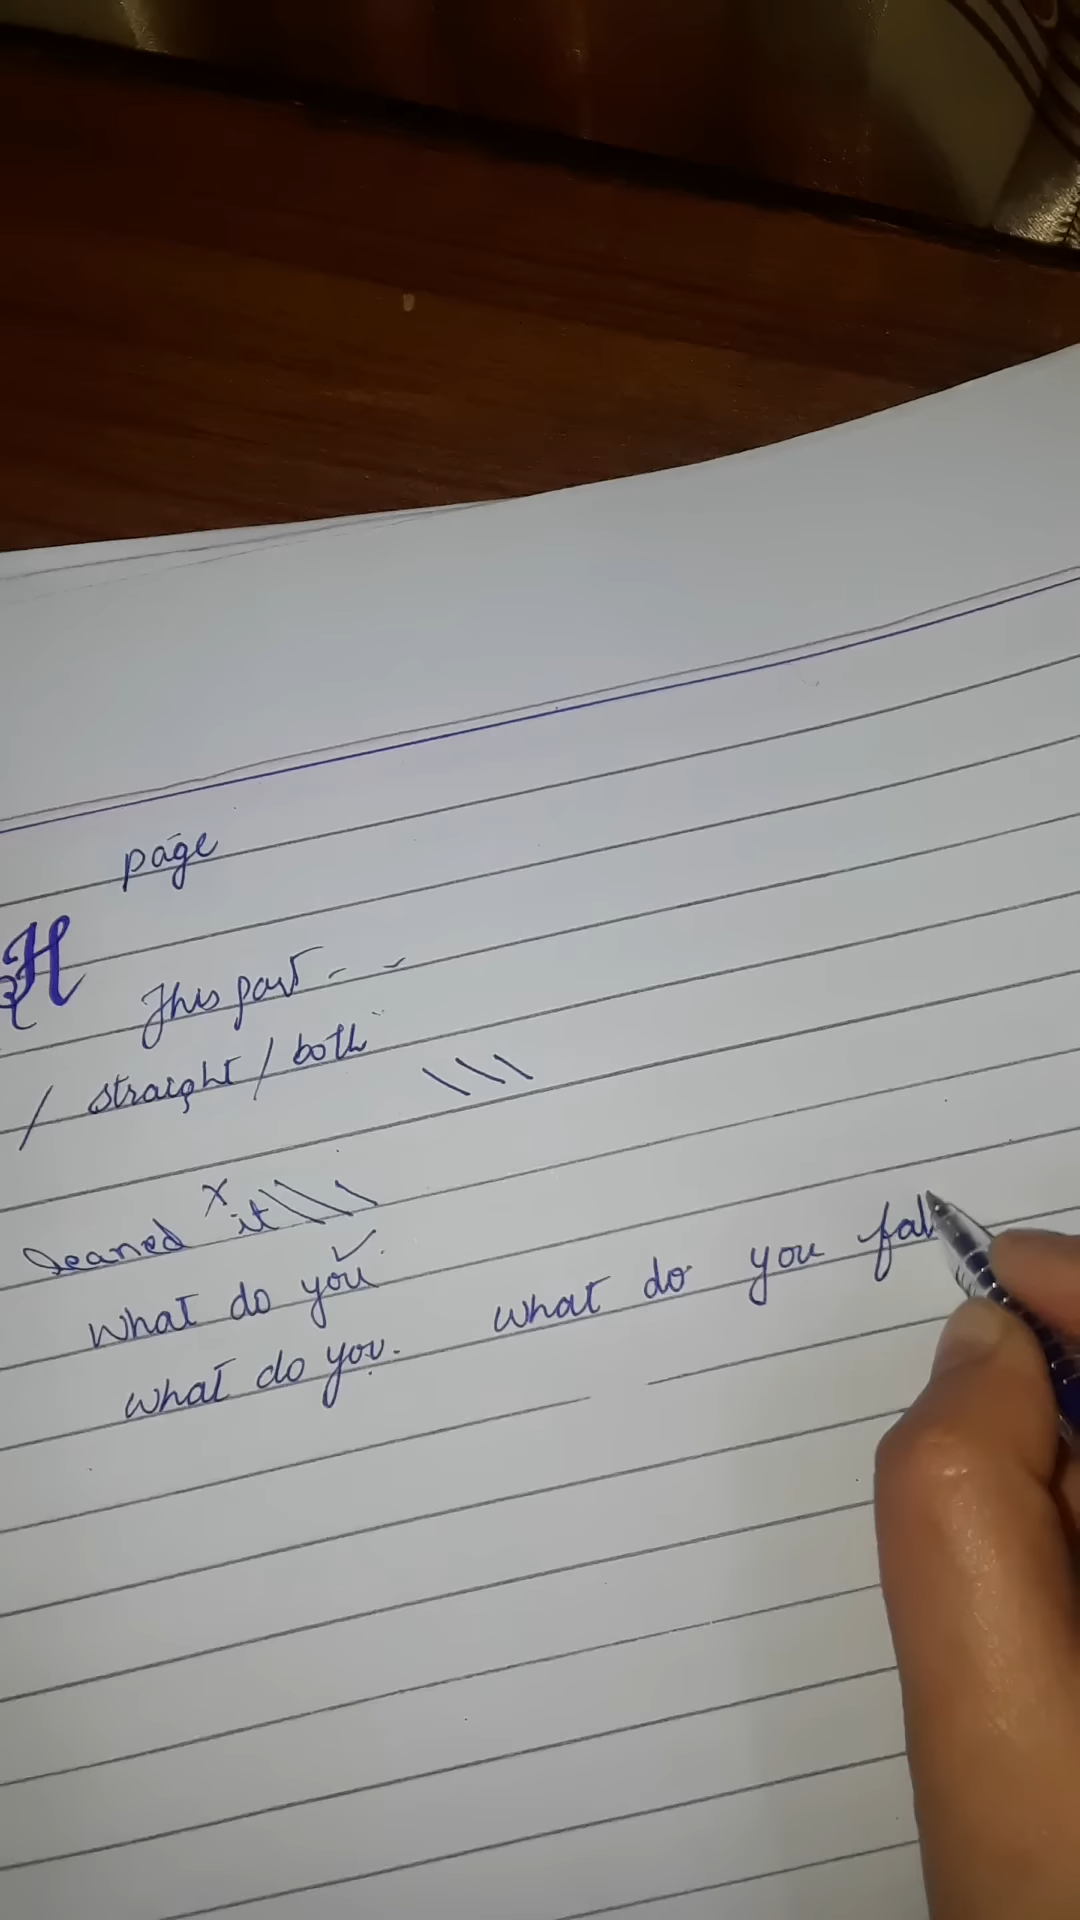 page
H
This part - -
/ straight / both
leaned it \\\\
x
\\\
What do you ✓
what do you.
what do you fal